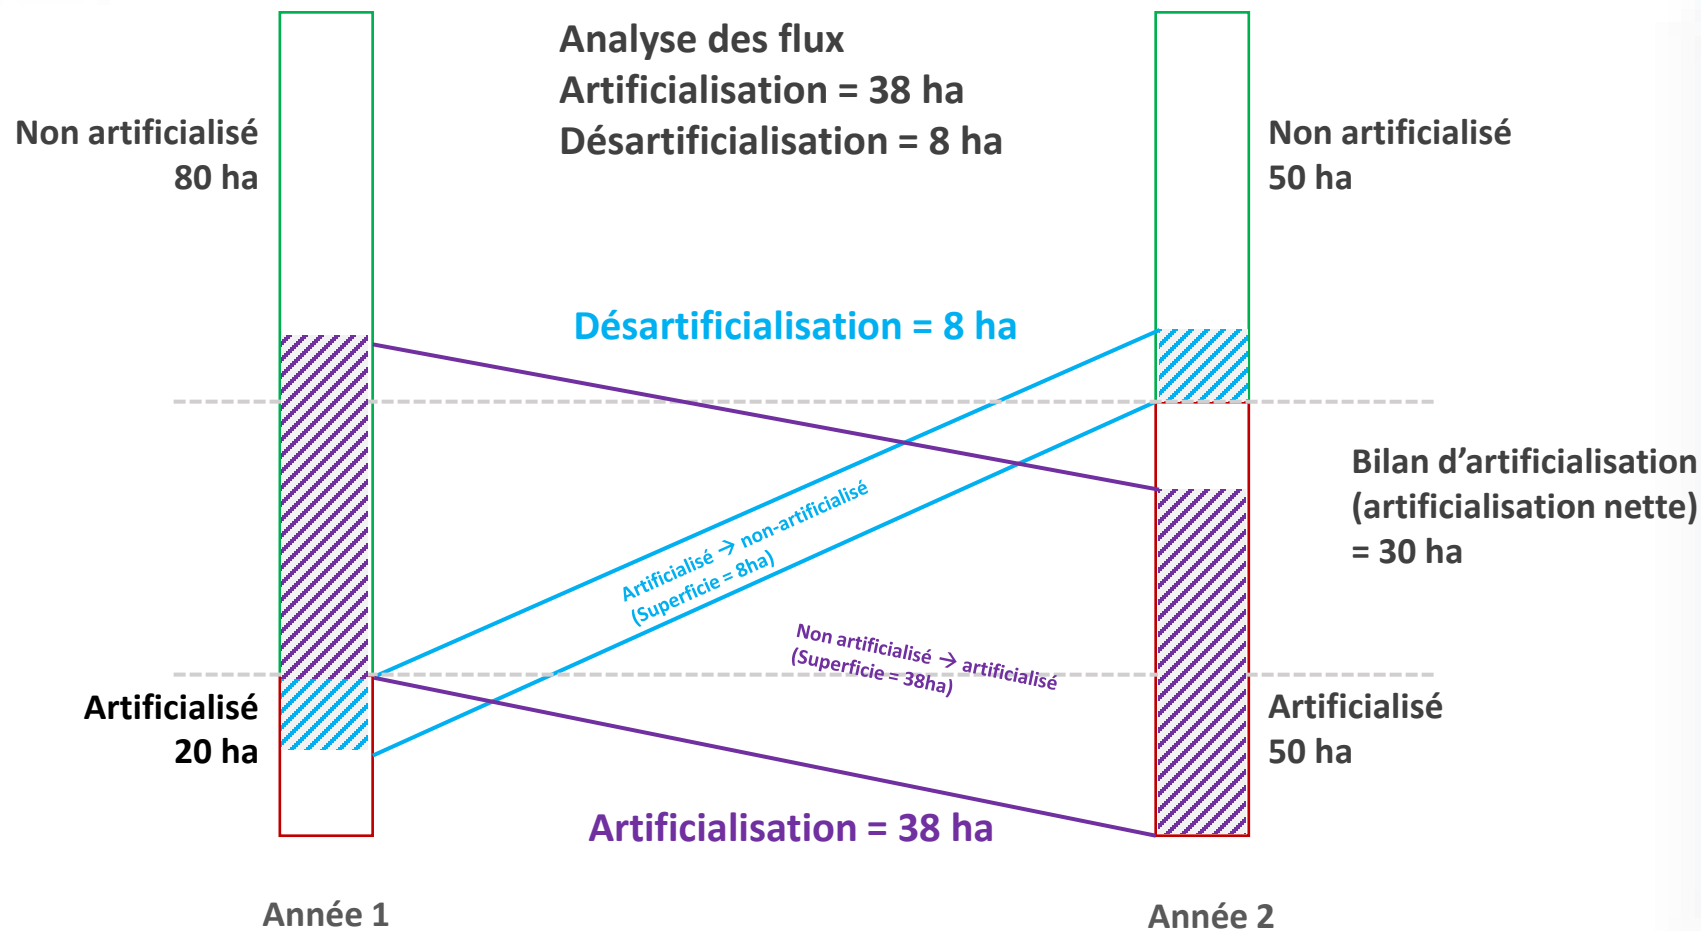 Analyse des flux
Artificialisation = 38 ha
Désartificialisation = 8 ha
Non artificialisé
80 ha
Non artificialisé
50 ha
Désartificialisation = 8 ha
Bilan d’artificialisation
(artificialisation nette)
= 30 ha
Artificialisé → non-artificialisé
(Superficie = 8ha)
Non artificialisé → artificialisé
(Superficie = 38ha)
Artificialisé
20 ha
Artificialisé
50 ha
Artificialisation = 38 ha
Année 1
Année 2